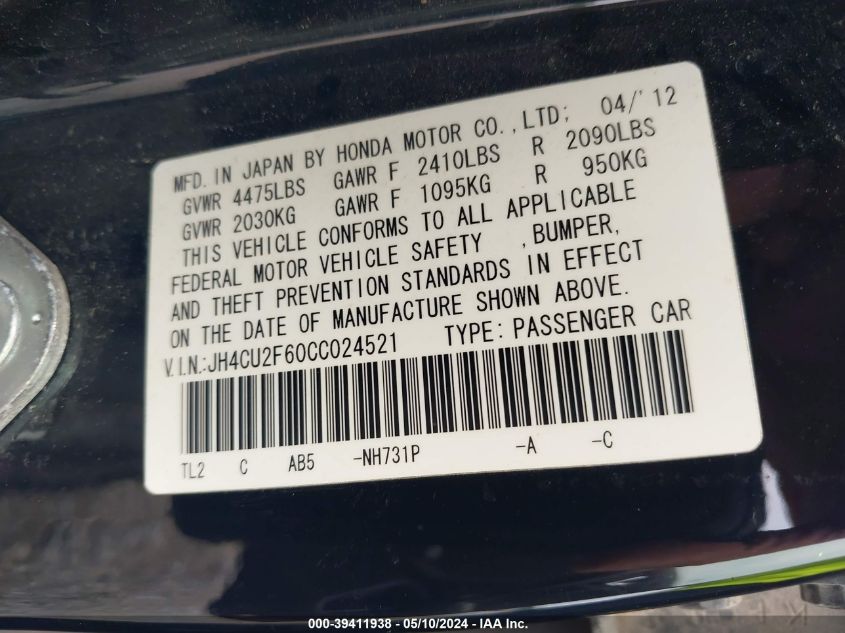 MFD. IN JAPAN BY HONDA MOTOR CO.,LTD; 04/'12
GVWR 4475LBS GAWR F 2410LBS R 2090LBS
GVWR 2030KG GAWR F 1095KG R 950KG
THIS VEHICLE CONFORMS TO ALL APPLICABLE
FEDERAL MOTOR VEHICLE SAFETY ,BUMPER,
AND THEFT PREVENTION STANDARDS IN EFFECT
ON THE DATE OF MANUFACTURE SHOWN ABOVE.
V.I.N.:JH4CU2F60CC024521 TYPE:PASSENGER CAR
TL2 C AB5 -NH731P -A -C
000-39411938 - 05/10/2024 - IAA Inc.